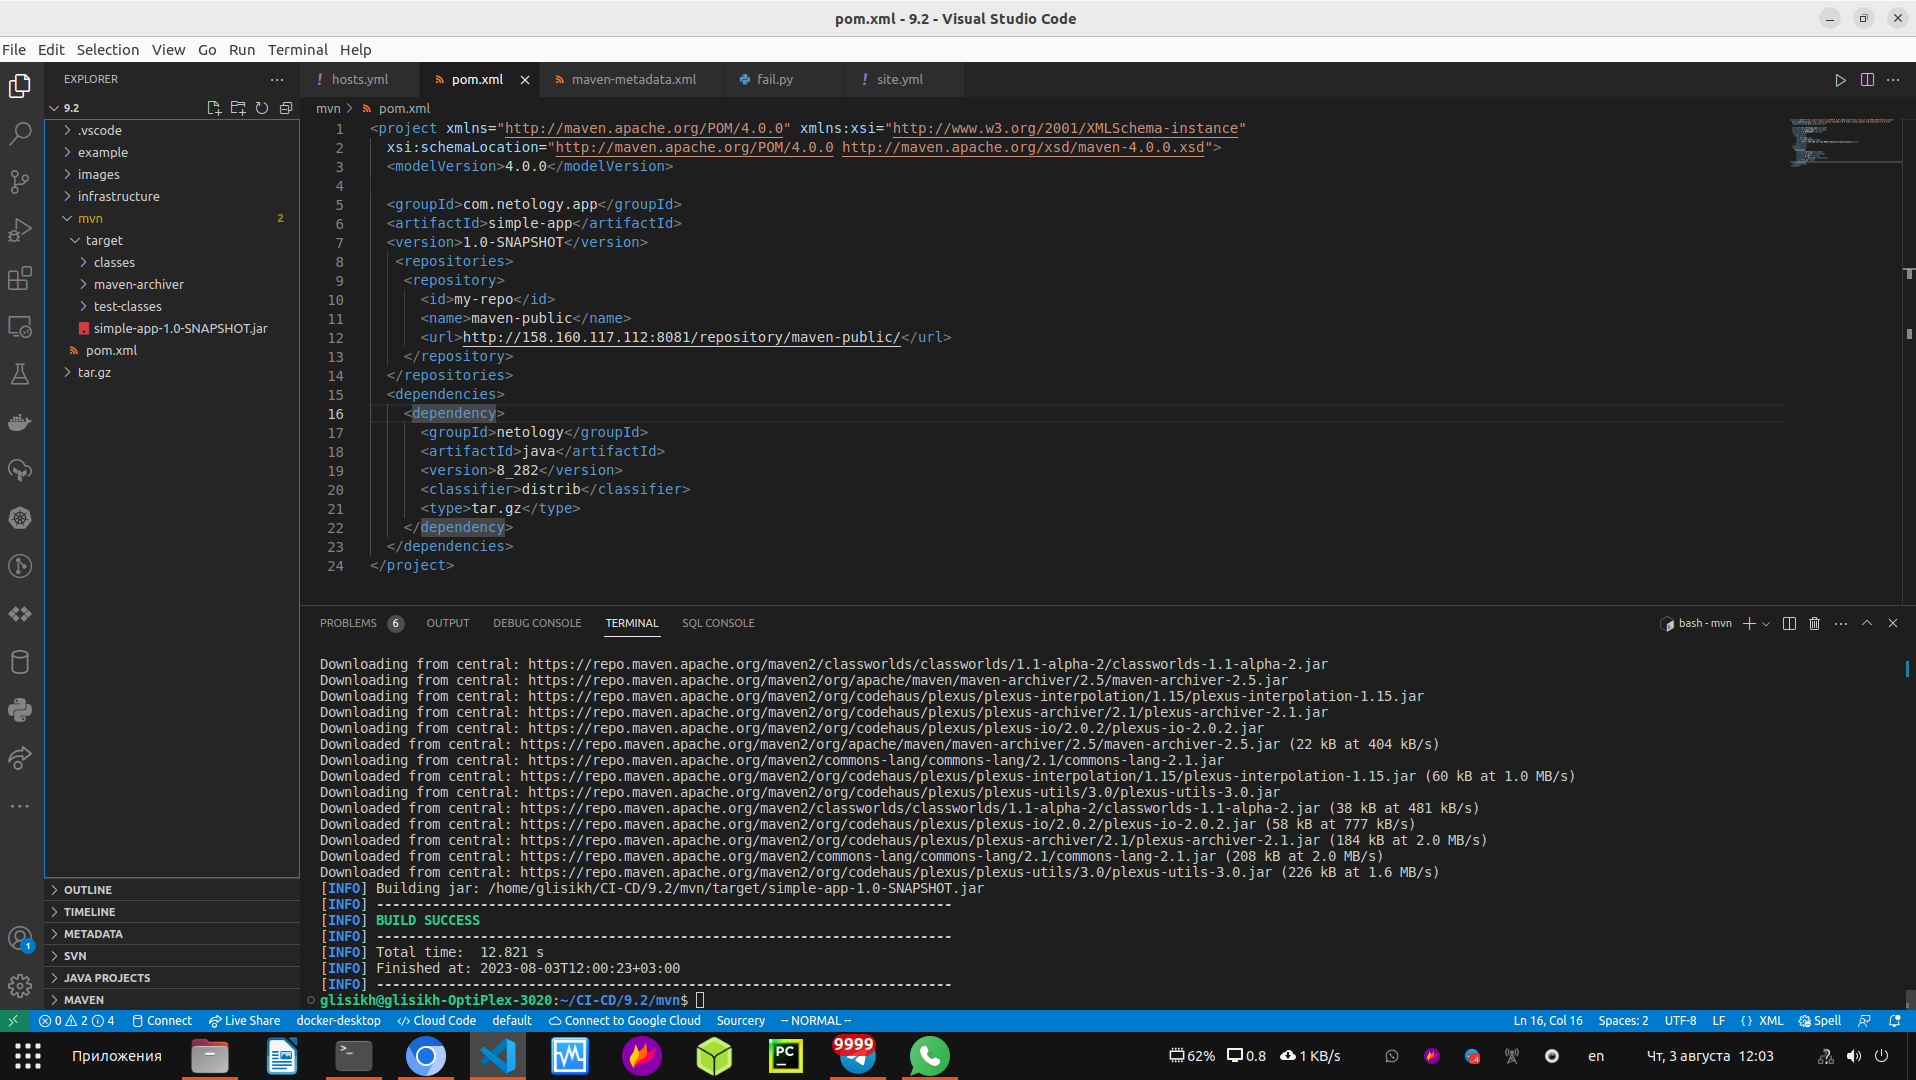 pom.xml - 9.2 - Visual Studio Code
File Edit Selection View Go Run Terminal Help
EXPLORER
9.2
.vscode
example
images
infrastructure
mvn 2
target
classes
maven-archiver
test-classes
simple-app-1.0-SNAPSHOT.jar
pom.xml
tar.gz
OUTLINE
TIMELINE
METADATA
SVN
JAVA PROJECTS
MAVEN
1
hosts.yml pom.xml maven-metadata.xml fail.py site.yml
mvn > pom.xml
1 <project xmlns="http://maven.apache.org/POM/4.0.0" xmlns:xsi="http://www.w3.org/2001/XMLSchema-instance"
2 xsi:schemaLocation="http://maven.apache.org/POM/4.0.0 http://maven.apache.org/xsd/maven-4.0.0.xsd">
3 <modelVersion>4.0.0</modelVersion>
4
5 <groupId>com.netology.app</groupId>
6 <artifactId>simple-app</artifactId>
7 <version>1.0-SNAPSHOT</version>
8 <repositories>
9 <repository>
10 <id>my-repo</id>
11 <name>maven-public</name>
12 <url>http://158.160.117.112:8081/repository/maven-public/</url>
13 </repository>
14 </repositories>
15 <dependencies>
16 <dependency>
17 <groupId>netology</groupId>
18 <artifactId>java</artifactId>
19 <version>8_282</version>
20 <classifier>distrib</classifier>
21 <type>tar.gz</type>
22 </dependency>
23 </dependencies>
24 </project>
PROBLEMS 6 OUTPUT DEBUG CONSOLE TERMINAL SQL CONSOLE
bash - mvn
Downloading from central: https://repo.maven.apache.org/maven2/classworlds/classworlds/1.1-alpha-2/classworlds-1.1-alpha-2.jar
Downloading from central: https://repo.maven.apache.org/maven2/org/apache/maven/maven-archiver/2.5/maven-archiver-2.5.jar
Downloading from central: https://repo.maven.apache.org/maven2/org/codehaus/plexus/plexus-interpolation/1.15/plexus-interpolation-1.15.jar
Downloading from central: https://repo.maven.apache.org/maven2/org/codehaus/plexus/plexus-archiver/2.1/plexus-archiver-2.1.jar
Downloading from central: https://repo.maven.apache.org/maven2/org/codehaus/plexus/plexus-io/2.0.2/plexus-io-2.0.2.jar
Downloaded from central: https://repo.maven.apache.org/maven2/org/apache/maven/maven-archiver/2.5/maven-archiver-2.5.jar (22 kB at 404 kB/s)
Downloading from central: https://repo.maven.apache.org/maven2/commons-lang/commons-lang/2.1/commons-lang-2.1.jar
Downloaded from central: https://repo.maven.apache.org/maven2/org/codehaus/plexus/plexus-interpolation/1.15/plexus-interpolation-1.15.jar (60 kB at 1.0 MB/s)
Downloading from central: https://repo.maven.apache.org/maven2/org/codehaus/plexus/plexus-utils/3.0/plexus-utils-3.0.jar
Downloaded from central: https://repo.maven.apache.org/maven2/classworlds/classworlds/1.1-alpha-2/classworlds-1.1-alpha-2.jar (38 kB at 481 kB/s)
Downloaded from central: https://repo.maven.apache.org/maven2/org/codehaus/plexus/plexus-io/2.0.2/plexus-io-2.0.2.jar (58 kB at 777 kB/s)
Downloaded from central: https://repo.maven.apache.org/maven2/org/codehaus/plexus/plexus-archiver/2.1/plexus-archiver-2.1.jar (184 kB at 2.0 MB/s)
Downloaded from central: https://repo.maven.apache.org/maven2/commons-lang/commons-lang/2.1/commons-lang-2.1.jar (208 kB at 2.0 MB/s)
Downloaded from central: https://repo.maven.apache.org/maven2/org/codehaus/plexus/plexus-utils/3.0/plexus-utils-3.0.jar (226 kB at 1.6 MB/s)
[INFO] Building jar: /home/glisikh/CI-CD/9.2/mvn/target/simple-app-1.0-SNAPSHOT.jar
[INFO] ------------------------------------------------------------------------
[INFO] BUILD SUCCESS
[INFO] ------------------------------------------------------------------------
[INFO] Total time:  12.821 s
[INFO] Finished at: 2023-08-03T12:00:23+03:00
[INFO] ------------------------------------------------------------------------
glisikh@glisikh-OptiPlex-3020:~/CI-CD/9.2/mvn$
0 2 4 Connect Live Share docker-desktop Cloud Code default Connect to Google Cloud Sourcery -- NORMAL -- Ln 16, Col 16 Spaces: 2 UTF-8 LF {} XML Spell
Приложения PC 9999 62% 0.8 1 KB/s en Чт, 3 августа 12:03